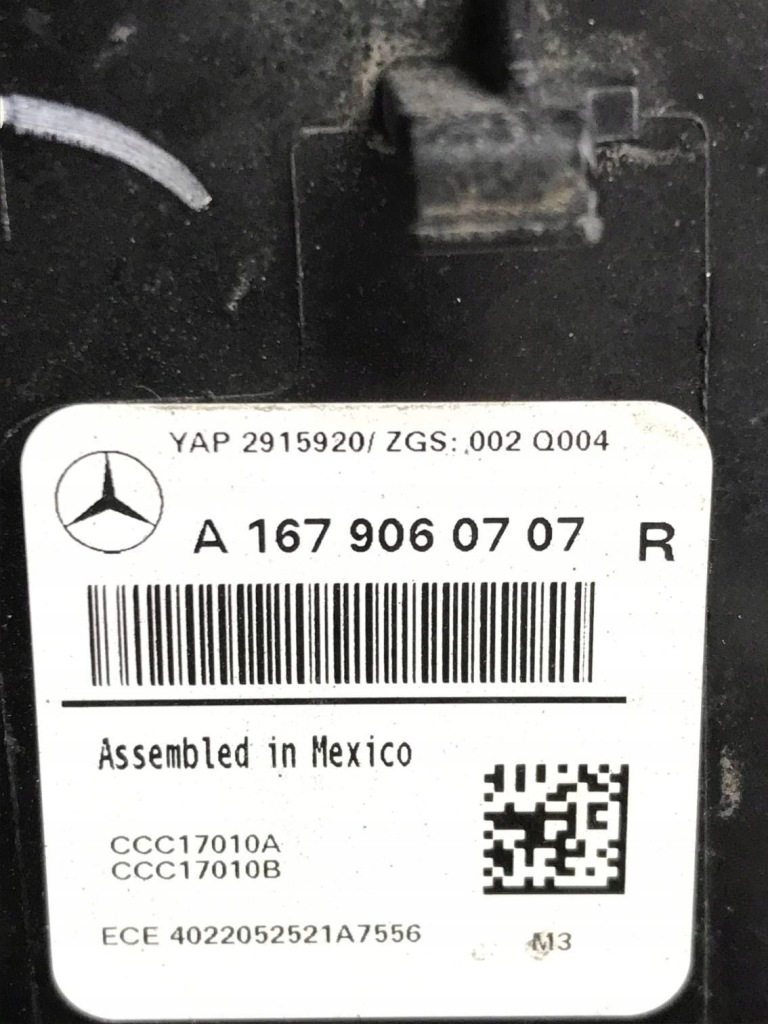 YAP 2915920/ ZGS: 002 Q004
A 167 906 07 07 R
Assembled in Mexico
CCC17010A
CCC17010B
ECE 4022052521A7556
M3